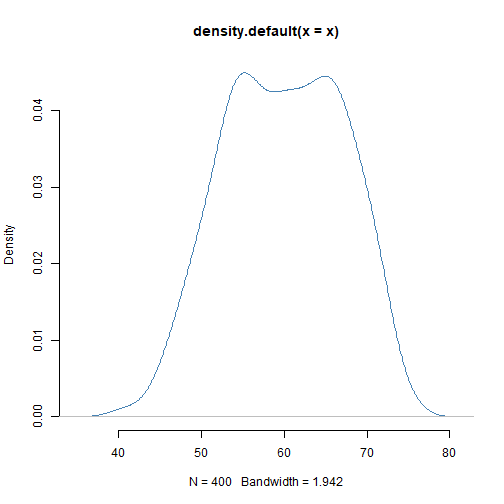 density.default(x = x)
Density
0.00
0.01
0.02
0.03
0.04
40 50 60 70 80
N = 400 Bandwidth = 1.942